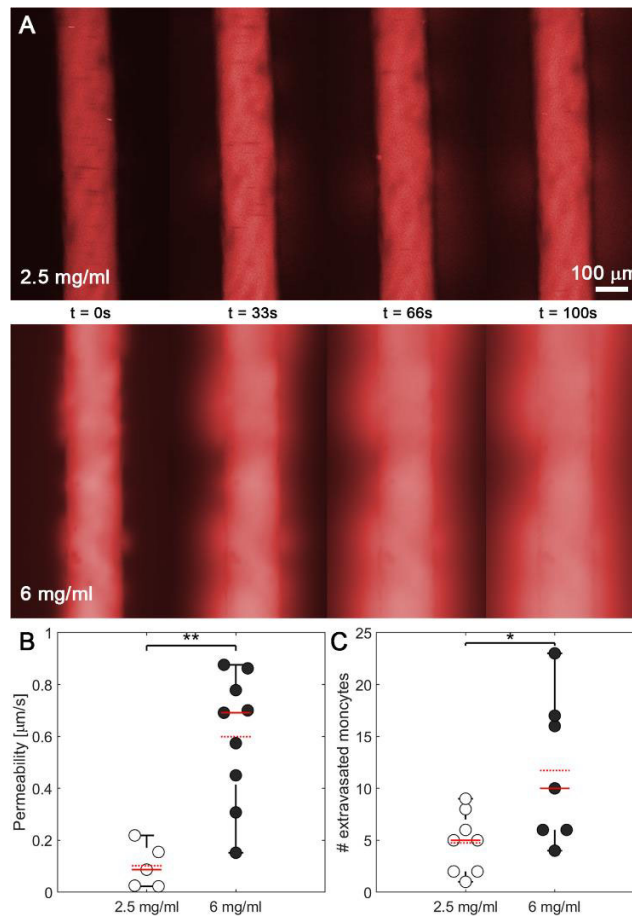 A
2.5 mg/ml
100 μm
t = 0s t = 33s t = 66s t = 100s
6 mg/ml
B
**
Permeability [μm/s]
1
0.8
0.6
0.4
0.2
0
2.5 mg/ml 6 mg/ml
C
*
# extravasated moncytes
25
20
15
10
5
0
2.5 mg/ml 6 mg/ml